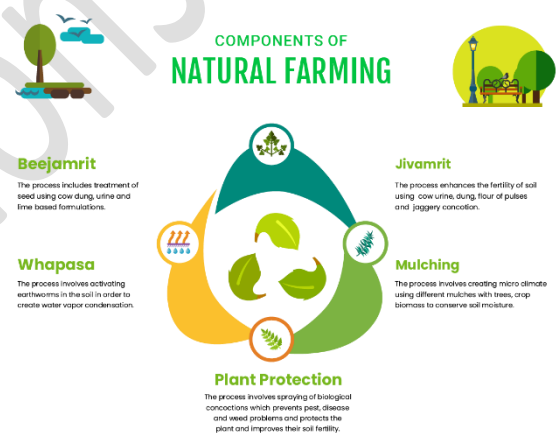 COMPONENTS OF
NATURAL FARMING
Beejamrit
The process includes treatment of
seed using cow dung, urine and
lime based formulations.
Jivamrit
The process enhances the fertility of soil
using cow urine, dung, flour of pulses
and jaggery concotion.
Whapasa
The process involves activating
earthworms in the soil in order to
create water vapor condensation.
Mulching
The process involves creating micro climate
using different mulches with trees, crop
biomass to conserve soil moisture.
Plant Protection
The process involves spraying of biological
concoctions which prevents pest, disease
and weed problems and protects the
plant and improves their soil fertility.